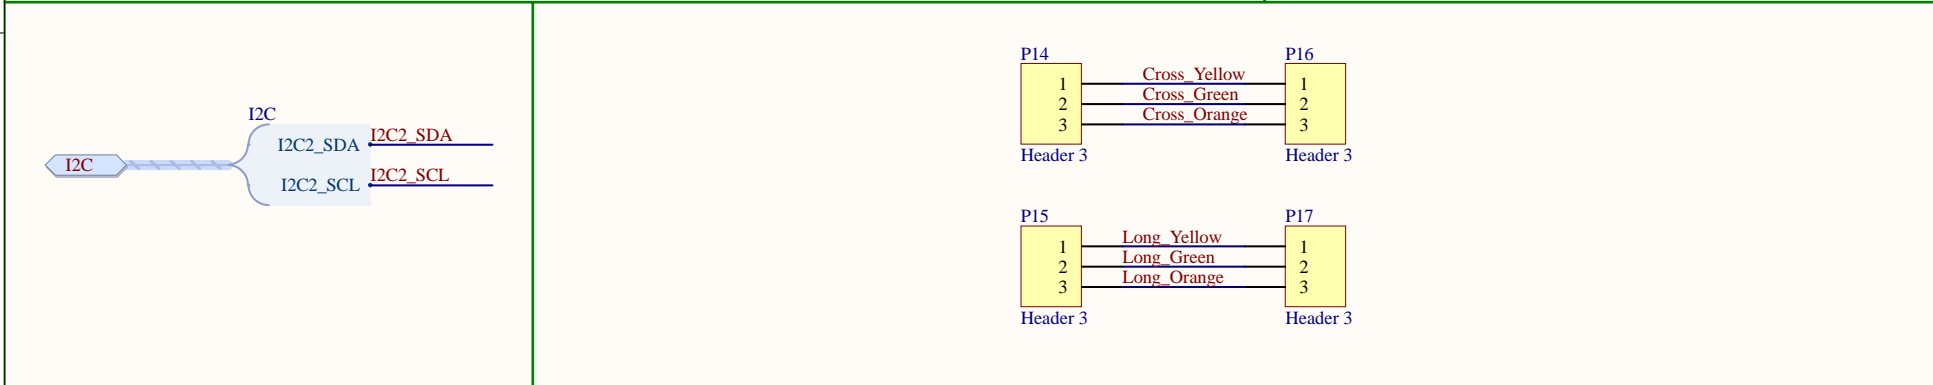 I2C
I2C
I2C2_SDA I2C2_SDA
I2C2_SCL I2C2_SCL
P14 P16
1 Cross_Yellow 1
2 Cross_Green 2
3 Cross_Orange 3
Header 3 Header 3
P15 P17
1 Long_Yellow 1
2 Long_Green 2
3 Long_Orange 3
Header 3 Header 3